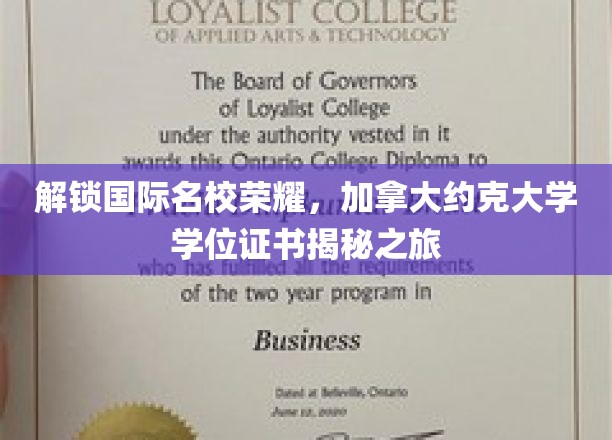 LOYALIST COLLEGE
OF APPLIED ARTS & TECHNOLOGY
The Board of Governors
of Loyalist College
under the authority vested in it
awards this Ontario College Diploma to
解锁国际名校荣耀，加拿大约克大学
学位证书揭秘之旅
who has fulfilled all the requirements
of the two year program in
Business
Dated at Belleville, Ontario
June 12, 2020